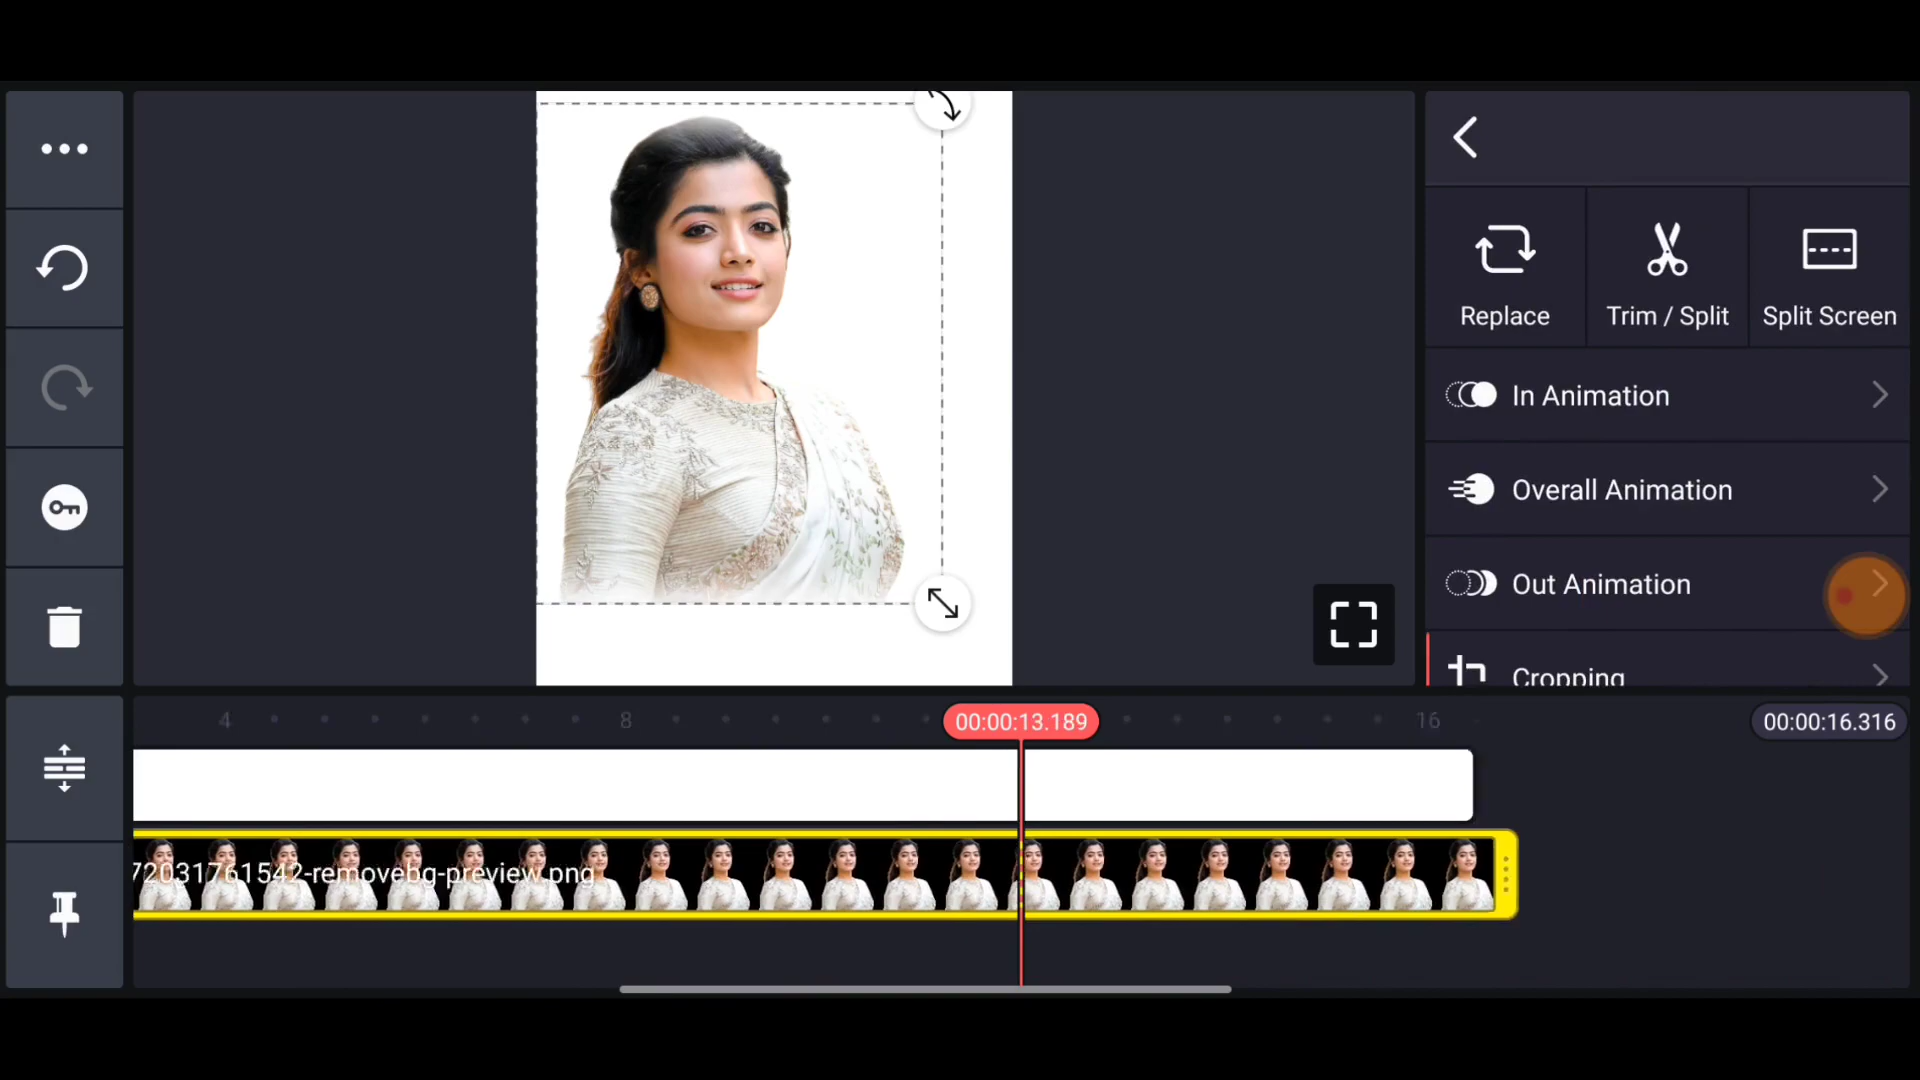 Replace
Trim / Split
Split Screen
In Animation
Overall Animation
Out Animation
Cropping
4
8
00:00:13.189
16
00:00:16.316
72031761542-removebg-preview.png